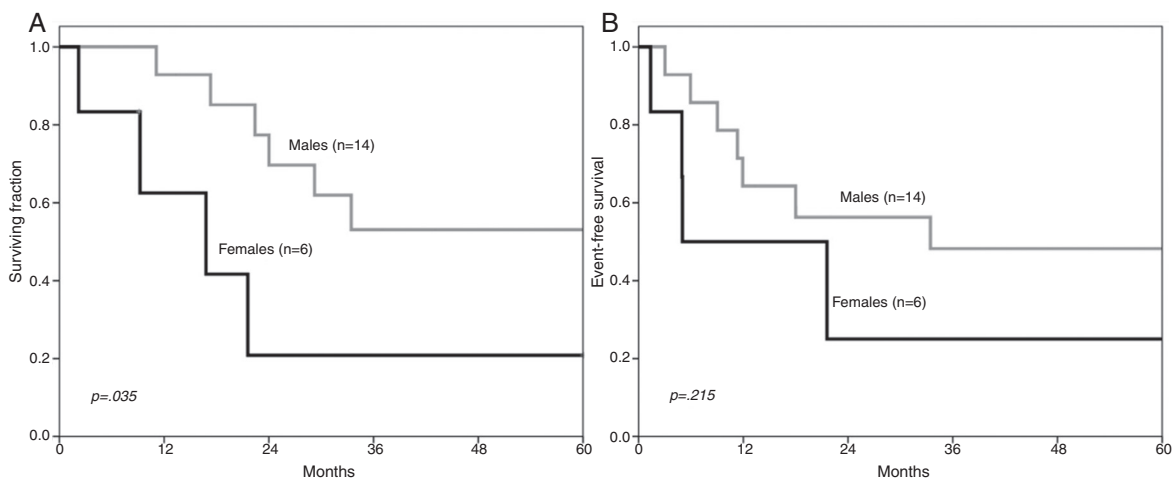 A
1.0
0.8
0.6
0.4
0.2
0.0
Surviving fraction
Males (n=14)
Females (n=6)
p=.035
0 12 24 36 48 60
Months
B
1.0
0.8
0.6
0.4
0.2
0.0
Event-free survival
Males (n=14)
Females (n=6)
p=.215
0 12 24 36 48 60
Months